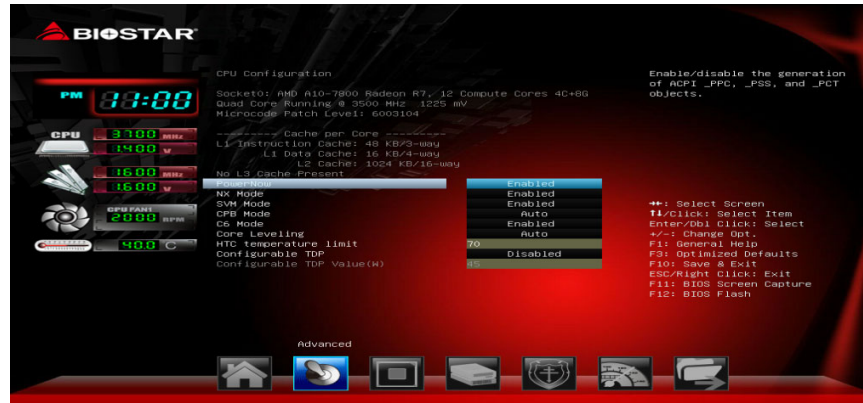 BIOSTAR
CPU Configuration
Socket0: AMD A10-7800 Radeon R7, 12 Compute Cores 4C+8G
Quad Core Running @ 3500 MHz 1225 mV
Microcode Patch Level: 6003104
--------- Cache per Core ---------
L1 Instruction Cache: 48 KB/3-way
L1 Data Cache: 16 KB/4-way
L2 Cache: 1024 KB/16-way
No L3 Cache Present
PowerNow Enabled
NX Mode Enabled
SVM Mode Enabled
CPB Mode Auto
C6 Mode Enabled
Core Leveling Auto
HTC temperature limit 70
Configurable TDP Disabled
Configurable TDP Value(W) 45
Enable/disable the generation
of ACPI _PPC, _PSS, and _PCT
objects.
PM 11:00
CPU 3700 MHz
1.400 V
1600 MHz
1.600 V
CPU FAN1
2000 RPM
40.0 C
→←: Select Screen
↑↓/Click: Select Item
Enter/Dbl Click: Select
+/-: Change Opt.
F1: General Help
F3: Optimized Defaults
F10: Save & Exit
ESC/Right Click: Exit
F11: BIOS Screen Capture
F12: BIOS Flash
Advanced